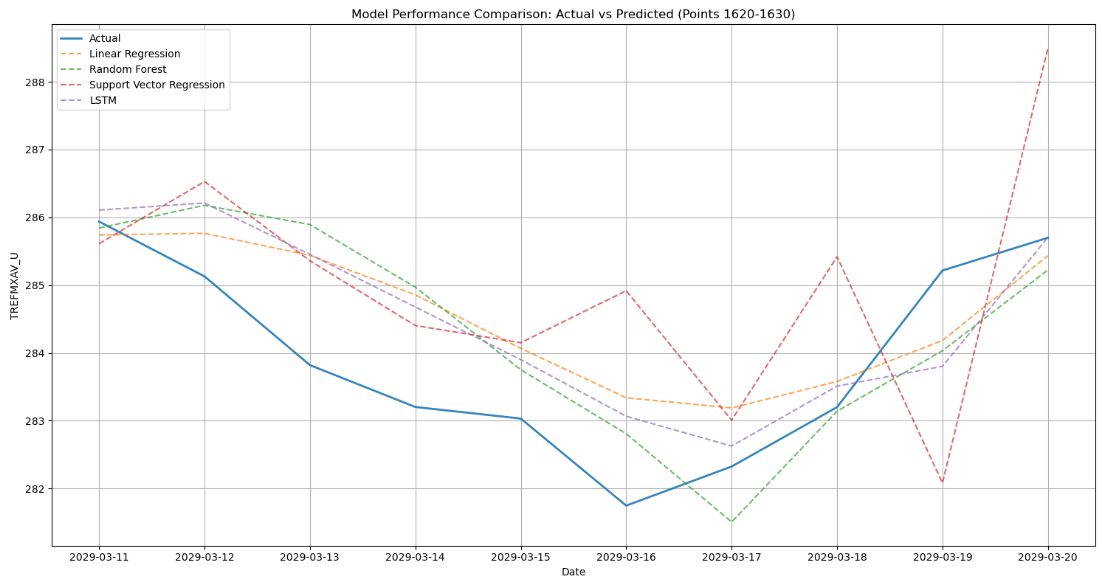 Model Performance Comparison: Actual vs Predicted (Points 1620-1630)
Actual
Linear Regression
Random Forest
Support Vector Regression
LSTM
288
287
286
285
284
283
282
TREFMXAV_U
2029-03-11 2029-03-12 2029-03-13 2029-03-14 2029-03-15 2029-03-16 2029-03-17 2029-03-18 2029-03-19 2029-03-20
Date